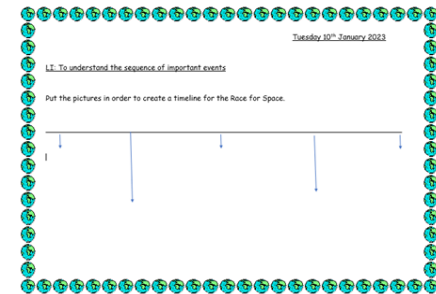 Tuesday 10th January 2023
LI: To understand the sequence of important events
Put the pictures in order to create a timeline for the Race for Space.